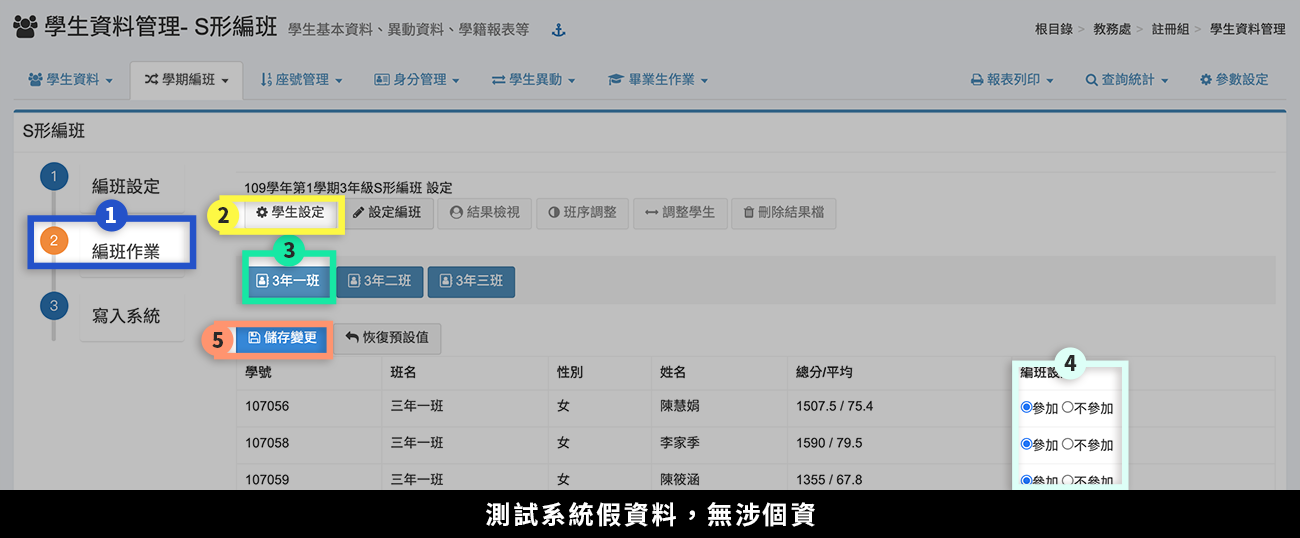 學生資料管理- S形編班 學生基本資料、異動資料、學籍報表等
根目錄 > 教務處 > 註冊組 > 學生資料管理
學生資料 學期編班 座號管理 身分管理 學生異動 畢業生作業 報表列印 查詢統計 參數設定
S形編班
1 編班設定
109學年第1學期3年級S形編班 設定
1
2 學生設定 設定編班 結果檢視 班序調整 調整學生 刪除結果檔
2 編班作業
3
3年一班 3年二班 3年三班
3 寫入系統
5 儲存變更 恢復預設值
4
學號 班名 性別 姓名 總分/平均 編班設
107056 三年一班 女 陳慧娟 1507.5 / 75.4 參加 不參加
107058 三年一班 女 李家季 1590 / 79.5 參加 不參加
107059 三年一班 女 陳筱涵 1355 / 67.8 參加 不參加
測試系統假資料，無涉個資